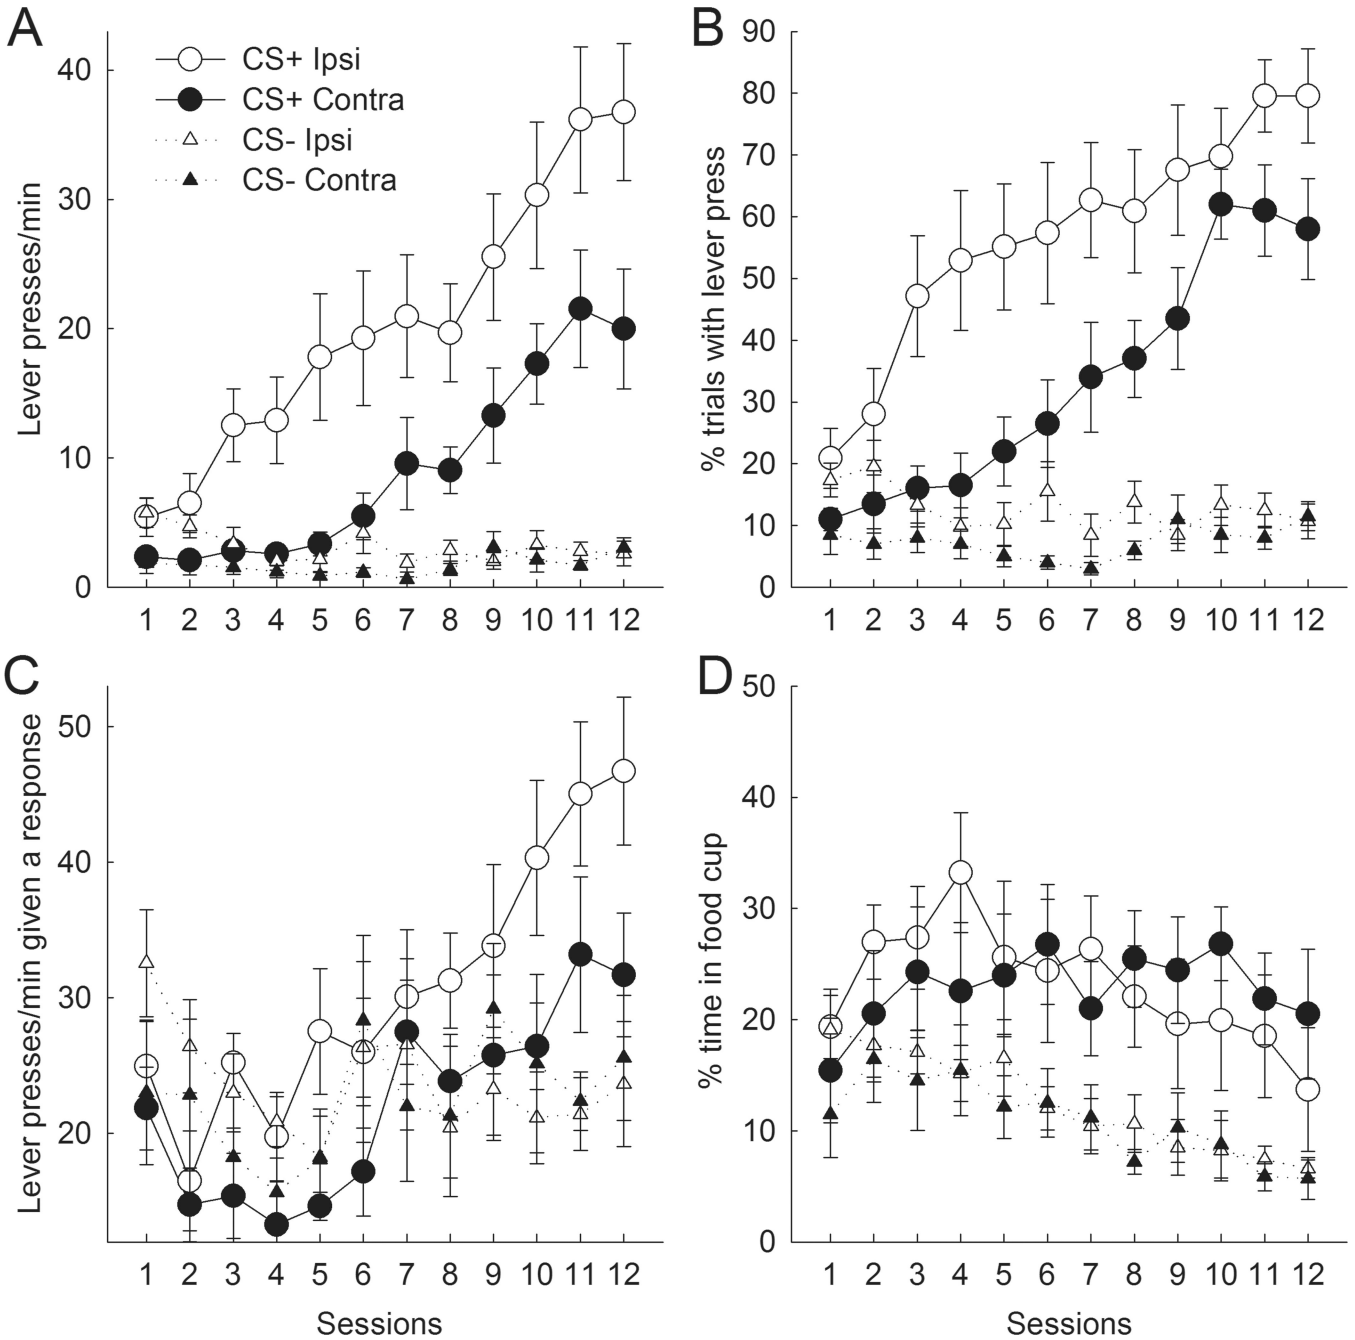 A
CS+ Ipsi
CS+ Contra
CS- Ipsi
CS- Contra
Lever presses/min
40
30
20
10
0
1 2 3 4 5 6 7 8 9 10 11 12
B
% trials with lever press
90
80
70
60
50
40
30
20
10
0
1 2 3 4 5 6 7 8 9 10 11 12
C
Lever presses/min given a response
50
40
30
20
1 2 3 4 5 6 7 8 9 10 11 12
Sessions
D
% time in food cup
50
40
30
20
10
0
1 2 3 4 5 6 7 8 9 10 11 12
Sessions